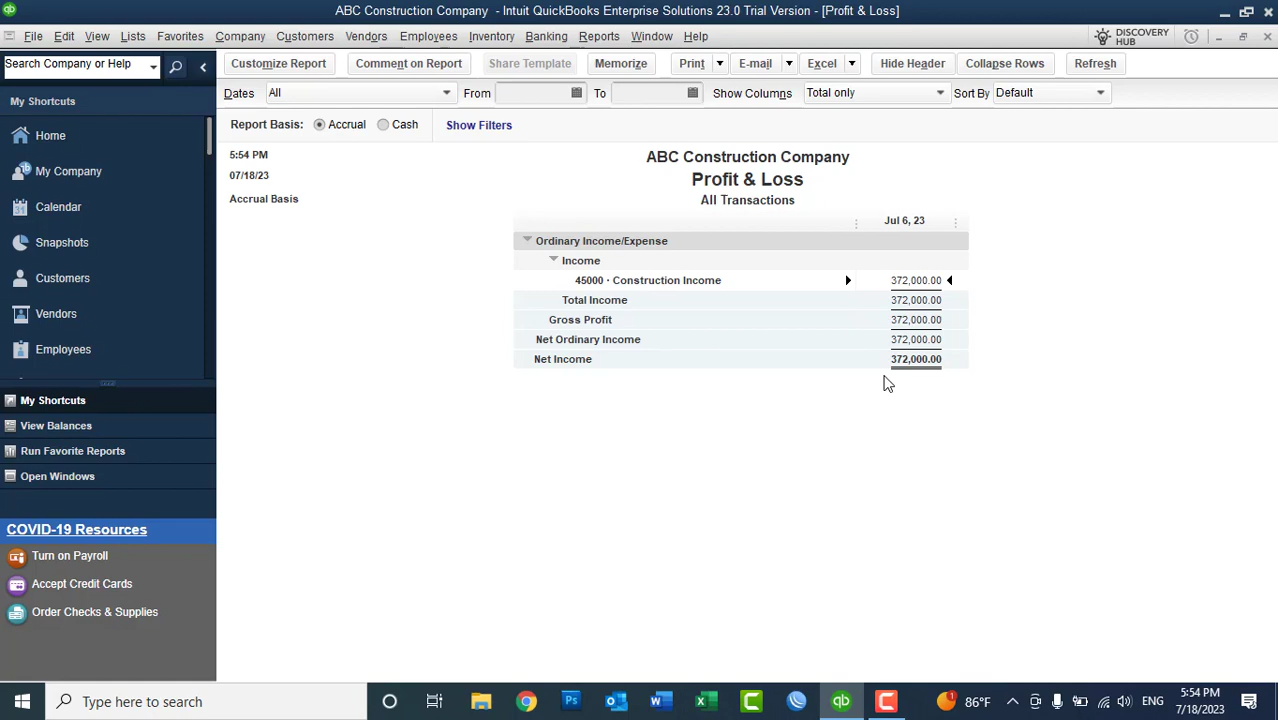 ABC Construction Company - Intuit QuickBooks Enterprise Solutions 23.0 Trial Version - [Profit & Loss]
File Edit View Lists Favorites Company Customers Vendors Employees Inventory Banking Reports Window Help
DISCOVERY HUB
Search Company or Help
Customize Report Comment on Report Share Template Memorize Print E-mail Excel Hide Header Collapse Rows Refresh
My Shortcuts
Dates All From To Show Columns Total only Sort By Default
Report Basis: Accrual Cash Show Filters
Home
My Company
Calendar
Snapshots
Customers
Vendors
Employees
My Shortcuts
View Balances
Run Favorite Reports
Open Windows
COVID-19 Resources
Turn on Payroll
Accept Credit Cards
Order Checks & Supplies
5:54 PM
07/18/23
Accrual Basis
ABC Construction Company
Profit & Loss
All Transactions
Jul 6, 23
Ordinary Income/Expense
Income
45000 · Construction Income 372,000.00
Total Income 372,000.00
Gross Profit 372,000.00
Net Ordinary Income 372,000.00
Net Income 372,000.00
Type here to search
Ps
qb
1
86°F
ENG
5:54 PM
7/18/2023